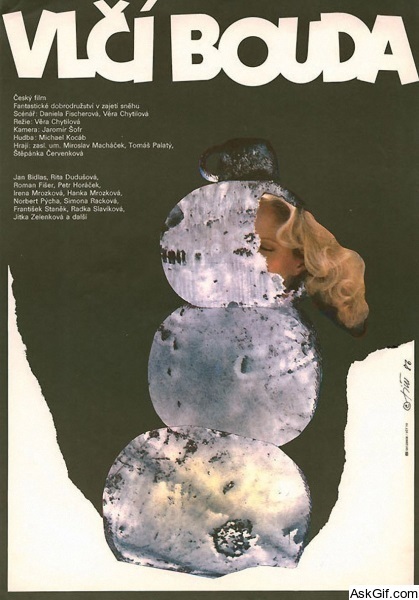 VLČÍ BOUDA
Český film
Fantastické dobrodružství v zajetí sněhu
Scénář: Daniela Fischerová, Věra Chytilová
Režie: Věra Chytilová
Kamera: Jaromír Šofr
Hudba: Michael Kocáb
Hrají: zasl. um. Miroslav Macháček, Tomáš Palatý,
Štěpánka Červenková
Jan Bidlas, Rita Dudušová,
Roman Fišer, Petr Horáček,
Irena Mrozková, Hanka Mrozková,
Norbert Pýcha, Simona Racková,
František Staněk, Radka Slavíková,
Jitka Zelenková a další
AskGif.com